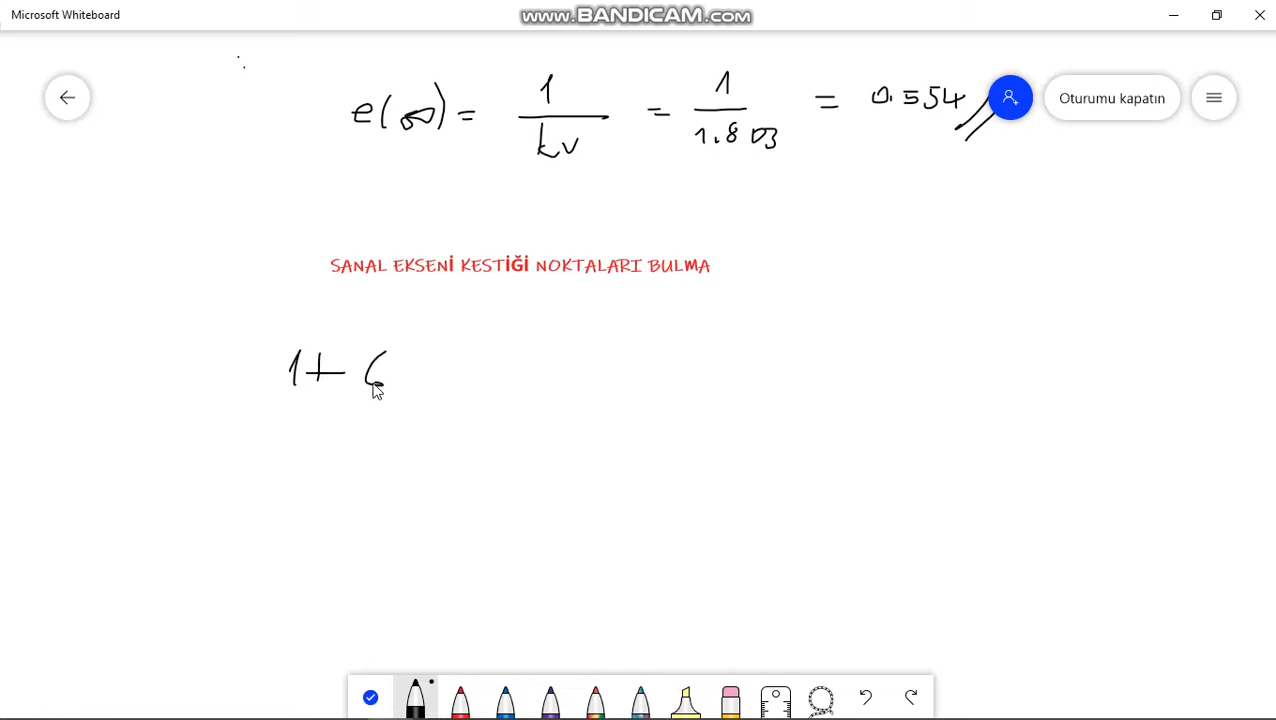 Microsoft Whiteboard
www.BANDICAM.com
e(∞) = 1/kv = 1/1.803 = 0.554
Oturumu kapatın
SANAL EKSENİ KESTİĞİ NOKTALARI BULMA
1+ G